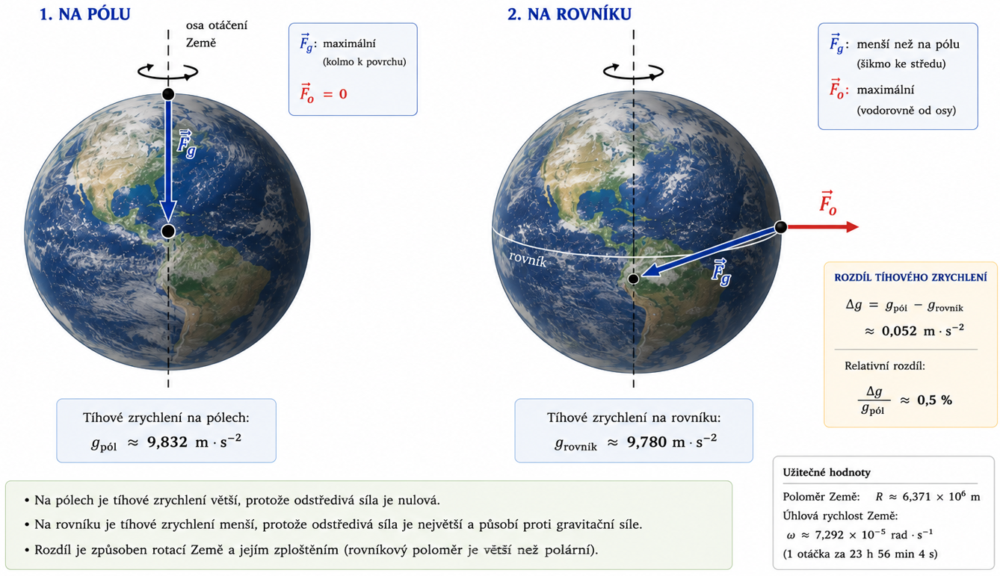 1. NA PÓLU
osa otáčení
Země
F⃗g: maximální
(kolmo k povrchu)
F⃗o = 0
F⃗g
Tíhové zrychlení na pólech:
gpól ≈ 9,832 m · s⁻²
2. NA ROVNÍKU
F⃗g: menší než na pólu
(šikmo ke středu)
F⃗o: maximální
(vodorovně od osy)
F⃗o
rovník
F⃗g
Tíhové zrychlení na rovníku:
grovník ≈ 9,780 m · s⁻²
ROZDÍL TÍHOVÉHO ZRYCHLENÍ
Δg = gpól − grovník
≈ 0,052 m · s⁻²
Relativní rozdíl:
Δg / gpól ≈ 0,5 %
• Na pólech je tíhové zrychlení větší, protože odstředivá síla je nulová.
• Na rovníku je tíhové zrychlení menší, protože odstředivá síla je největší a působí proti gravitační síle.
• Rozdíl je způsoben rotací Země a jejím zploštěním (rovníkový poloměr je větší než polární).
Užitečné hodnoty
Poloměr Země: R ≈ 6,371 × 10⁶ m
Úhlová rychlost Země:
ω ≈ 7,292 × 10⁻⁵ rad · s⁻¹
(1 otáčka za 23 h 56 min 4 s)